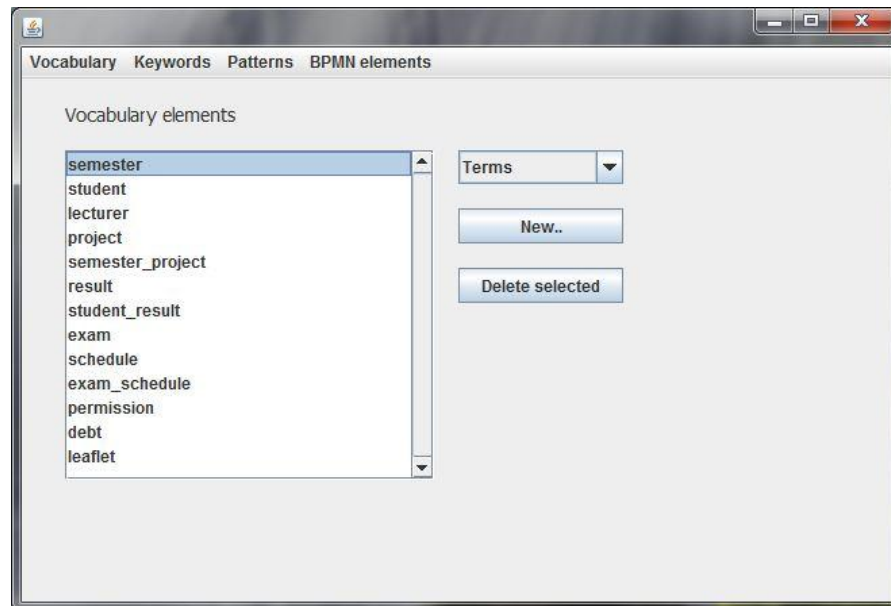 Vocabulary Keywords Patterns BPMN elements
Vocabulary elements
semester
student
lecturer
project
semester_project
result
student_result
exam
schedule
exam_schedule
permission
debt
leaflet
Terms
New..
Delete selected